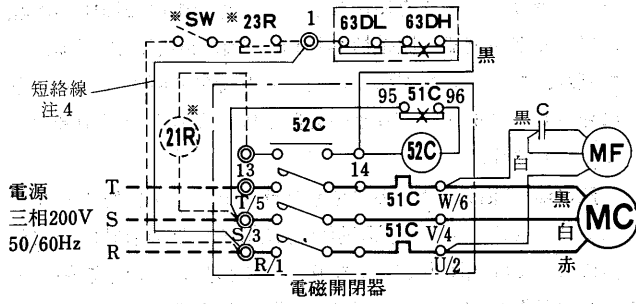 ※SW ※23R 1 63DL 63DH
黒
短絡線
注4
※
21R
95 51C 96
52C
52C
13
14
黒 C
白
MF
電源
三相200V
50/60Hz
T
T/5
51C
W/6
黒
S
S/3
51C
V/4
白
MC
R
R/1
U/2
赤
電磁開閉器